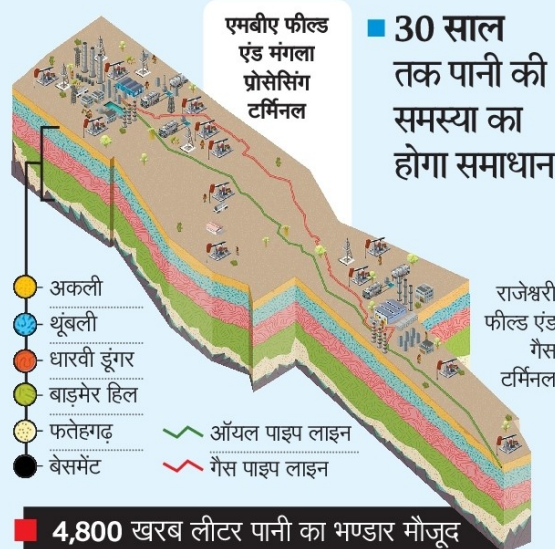 एमबीए फील्ड
एंड मंगला
प्रोसेसिंग
टर्मिनल
30 साल
तक पानी की
समस्या का
होगा समाधान
राजेश्वरी
फील्ड एंड
गैस
टर्मिनल
अकली
थूंबली
धारवी डूंगर
बाड़मेर हिल
फतेहगढ़
बेसमेंट
ऑयल पाइप लाइन
गैस पाइप लाइन
4,800 खरब लीटर पानी का भण्डार मौजूद